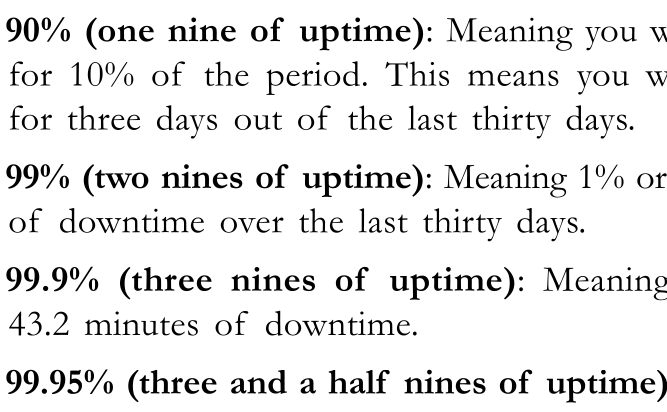 90% (one nine of uptime): Meaning you w
for 10% of the period. This means you w
for three days out of the last thirty days.
99% (two nines of uptime): Meaning 1% or
of downtime over the last thirty days.
99.9% (three nines of uptime): Meaning
43.2 minutes of downtime.
99.95% (three and a half nines of uptime)